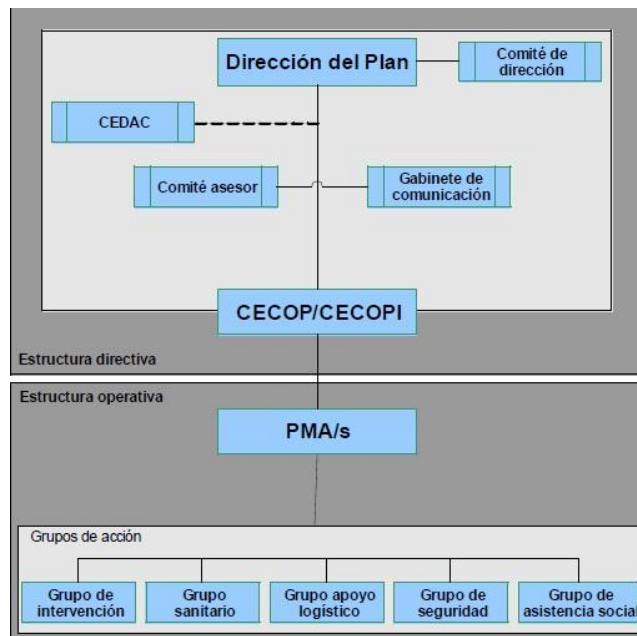 Dirección del Plan
Comité de
dirección
CEDAC
Comité asesor
Gabinete de
comunicación
CECOP/CECOPI
Estructura directiva
Estructura operativa
PMA/s
Grupos de acción
Grupo de
intervención
Grupo
sanitario
Grupo apoyo
logístico
Grupo de
seguridad
Grupo de
asistencia social